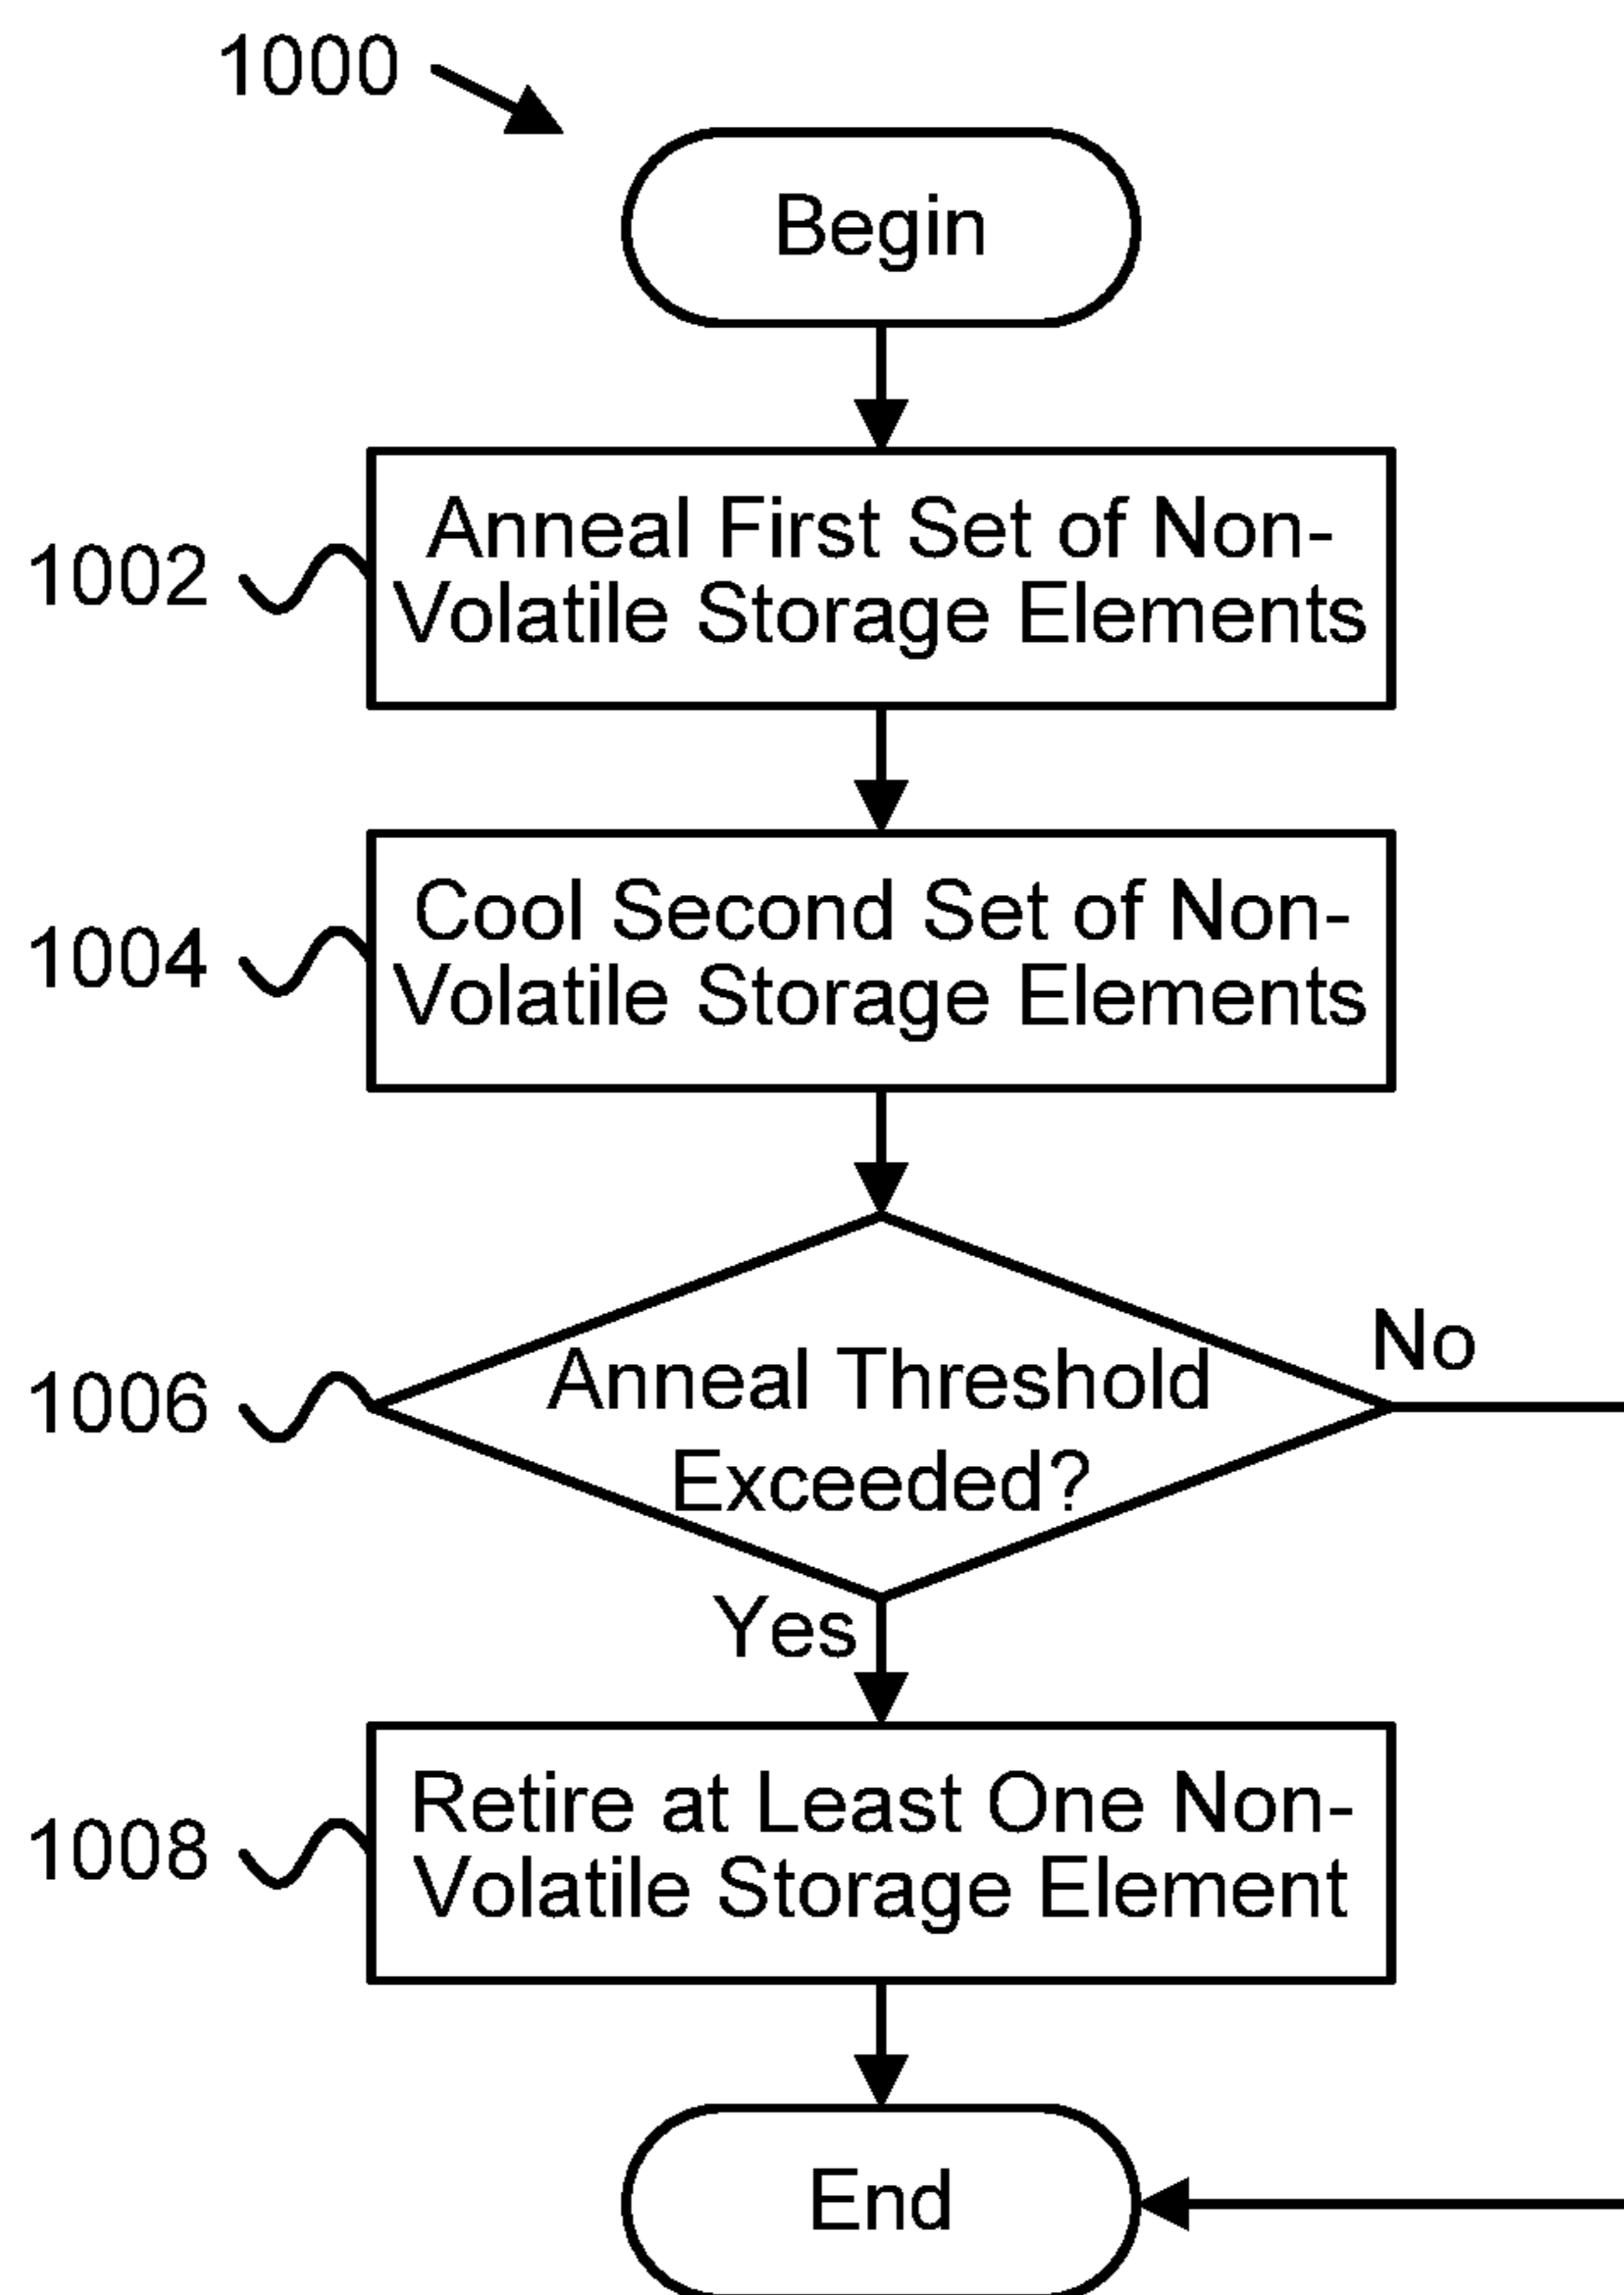 1000
Begin
1002
Anneal First Set of Non-
Volatile Storage Elements
1004
Cool Second Set of Non-
Volatile Storage Elements
1006
Anneal Threshold
Exceeded?
No
Yes
1008
Retire at Least One Non-
Volatile Storage Element
End